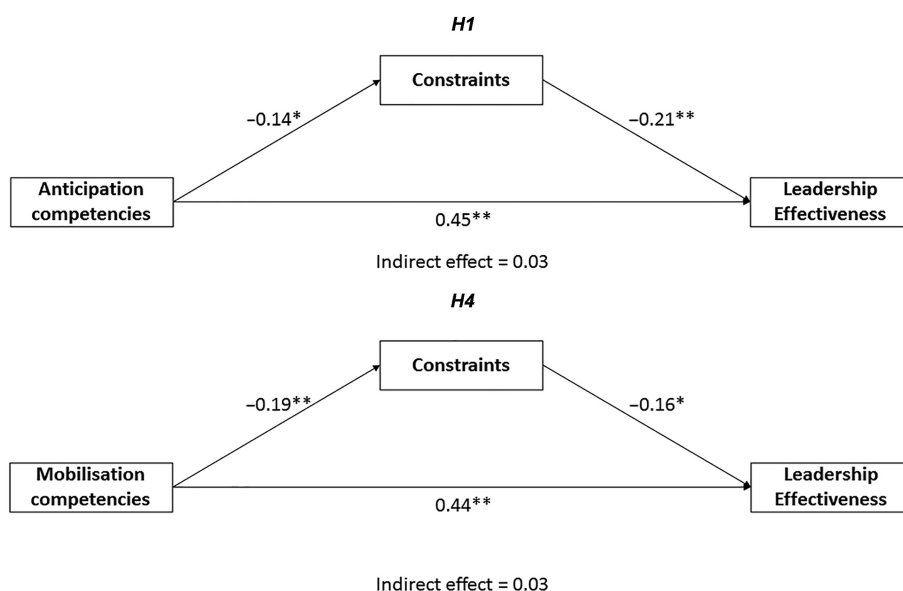 H1
Constraints
−0.14*
−0.21**
Anticipation
competencies
Leadership
Effectiveness
0.45**
Indirect effect = 0.03
H4
Constraints
−0.19**
−0.16*
Mobilisation
competencies
Leadership
Effectiveness
0.44**
Indirect effect = 0.03